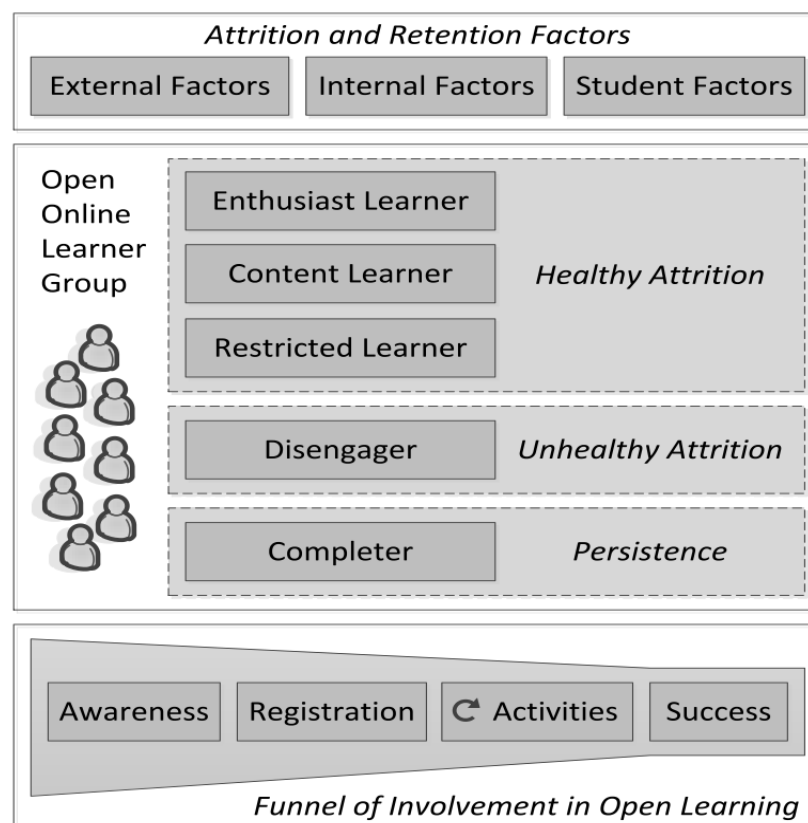 Attrition and Retention Factors
External Factors
Internal Factors
Student Factors
Open
Online
Learner
Group
Enthusiast Learner
Content Learner
Restricted Learner
Healthy Attrition
Disengager
Unhealthy Attrition
Completer
Persistence
Awareness
Registration
Activities
Success
Funnel of Involvement in Open Learning